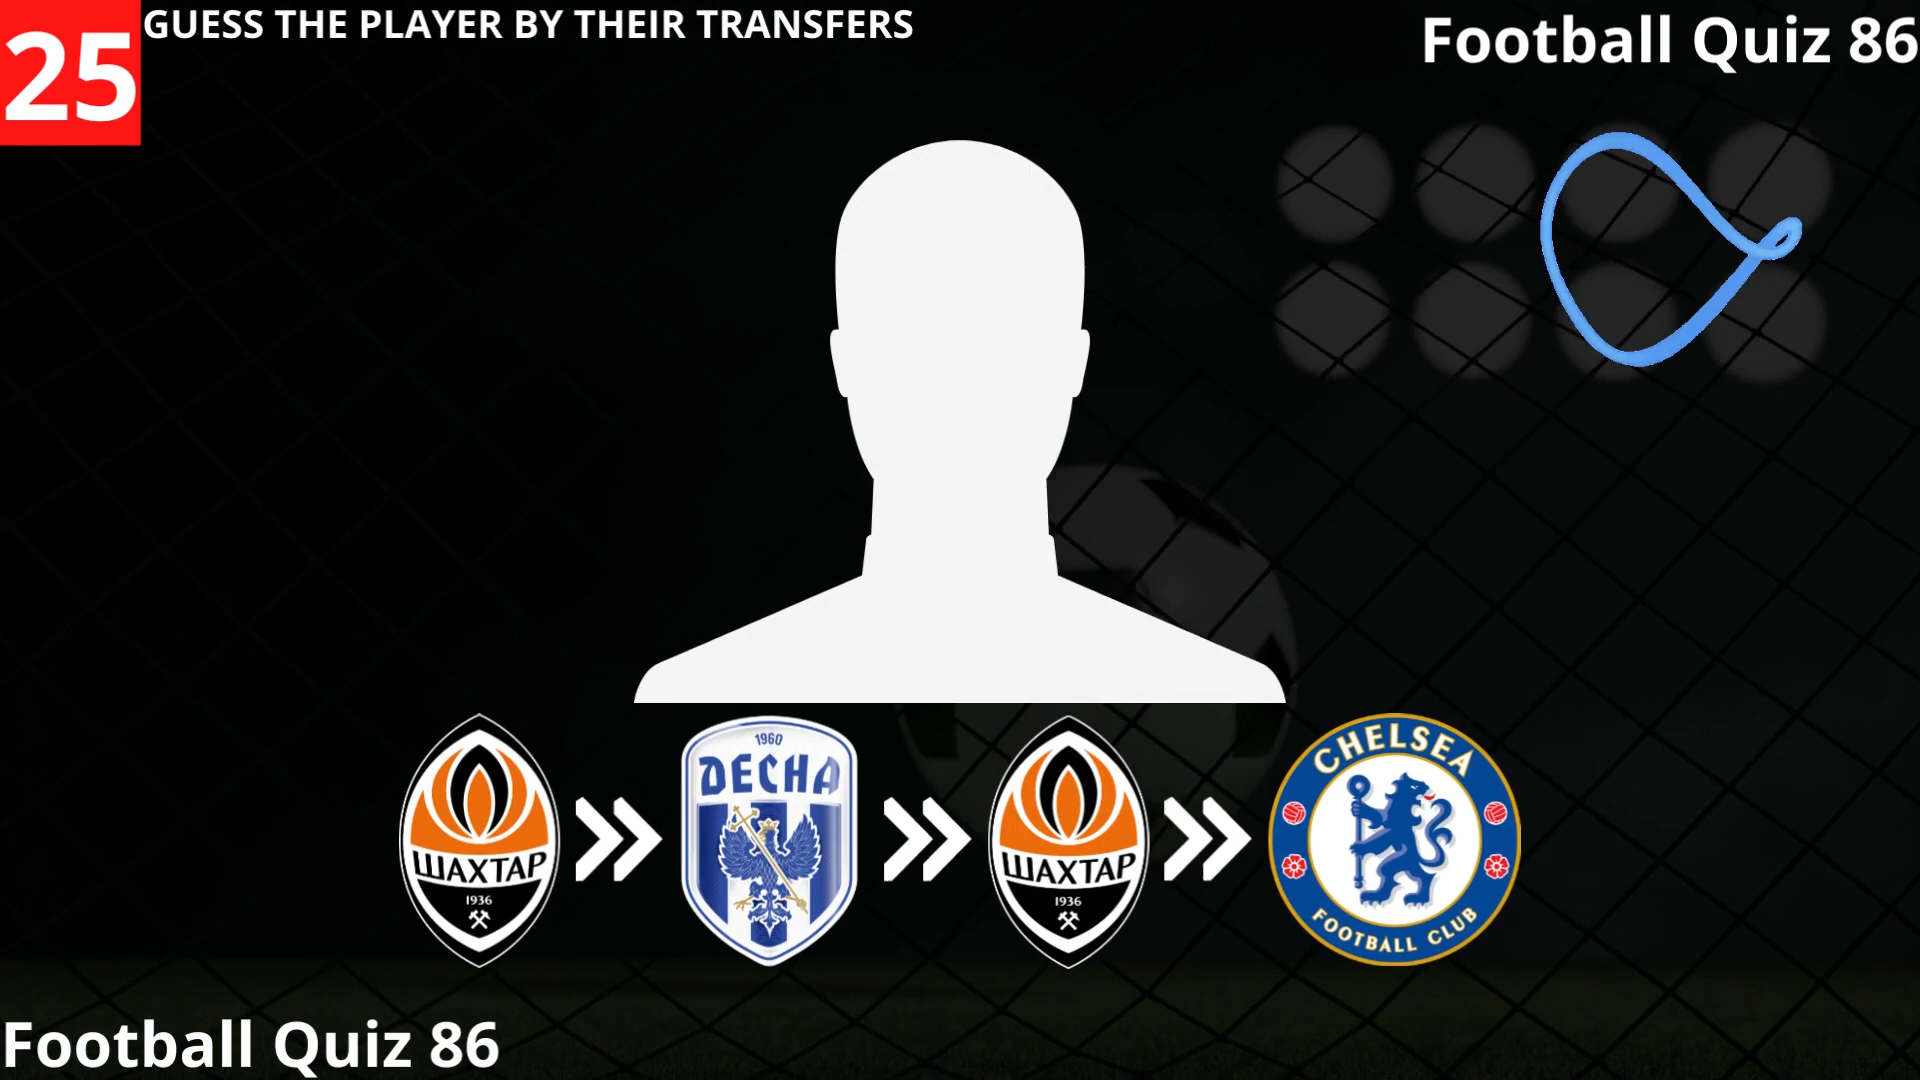 25
GUESS THE PLAYER BY THEIR TRANSFERS
Football Quiz 86
ШАХТАР
1936
1960
ДЕСНА
ШАХТАР
1936
CHELSEA
FOOTBALL CLUB
Football Quiz 86